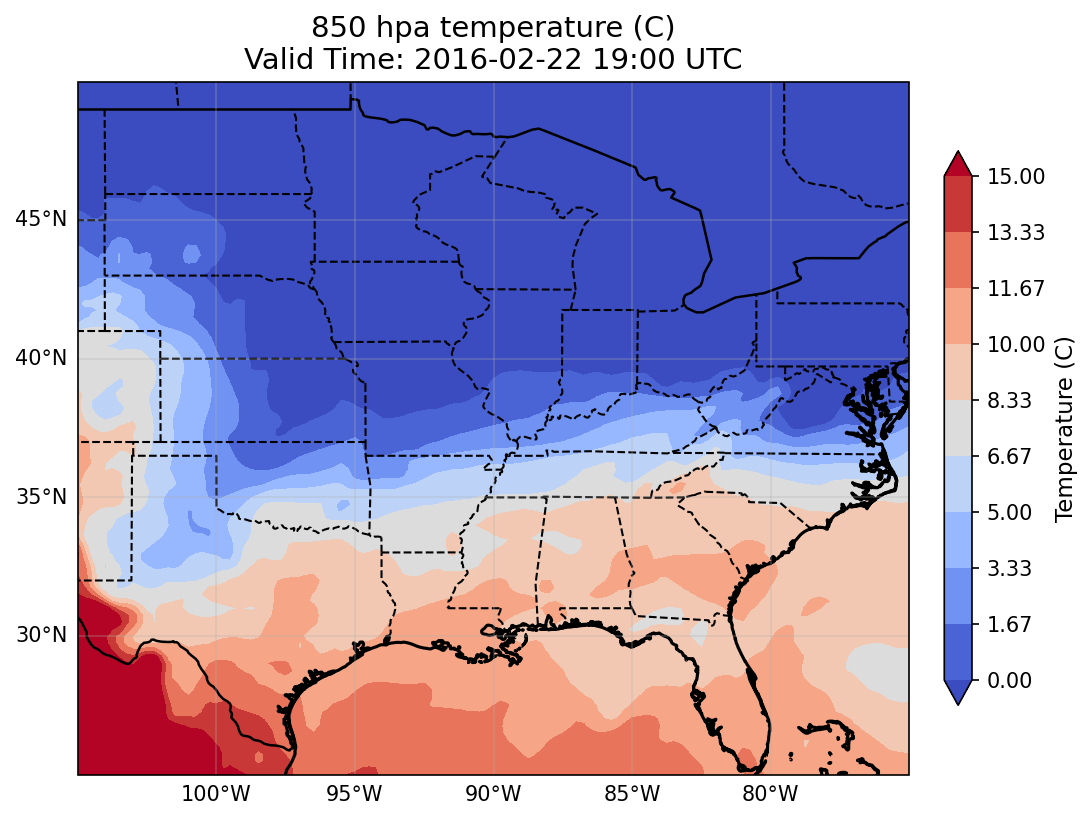 850 hpa temperature (C)
Valid Time: 2016-02-22 19:00 UTC
45°N
40°N
35°N
30°N
100°W
95°W
90°W
85°W
80°W
15.00
13.33
11.67
10.00
8.33
6.67
5.00
3.33
1.67
0.00
Temperature (C)